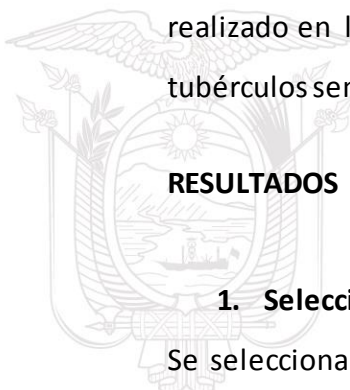 realizado en l
tubérculos ser
RESULTADOS
1. Selecci
Se selecciona